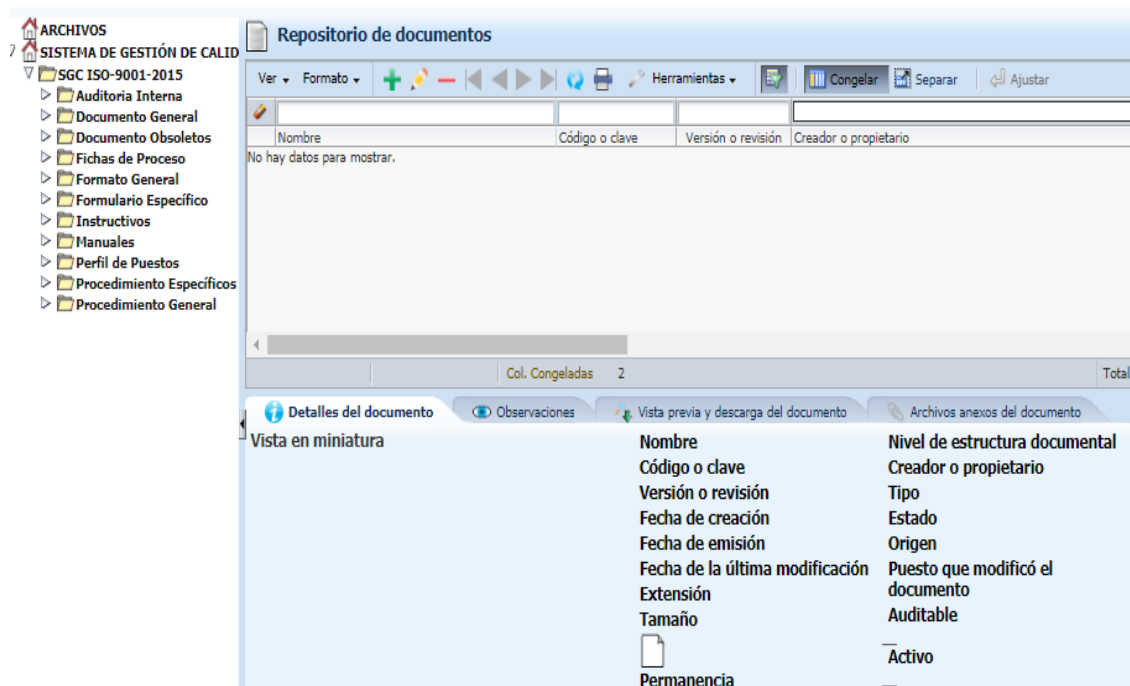 ARCHIVOS
SISTEMA DE GESTIÓN DE CALID
SGC ISO-9001-2015
Auditoria Interna
Documento General
Documento Obsoletos
Fichas de Proceso
Formato General
Formulario Específico
Instructivos
Manuales
Perfil de Puestos
Procedimiento Específicos
Procedimiento General
Repositorio de documentos
Ver Formato Herramientas Congelar Separar Ajustar
Nombre Código o clave Versión o revisión Creador o propietario
No hay datos para mostrar.
Col. Congeladas 2 Total
Detalles del documento Observaciones Vista previa y descarga del documento Archivos anexos del documento
Vista en miniatura
Nombre
Código o clave
Versión o revisión
Fecha de creación
Fecha de emisión
Fecha de la última modificación
Extensión
Tamaño
Permanencia
Nivel de estructura documental
Creador o propietario
Tipo
Estado
Origen
Puesto que modificó el
documento
Auditable
Activo